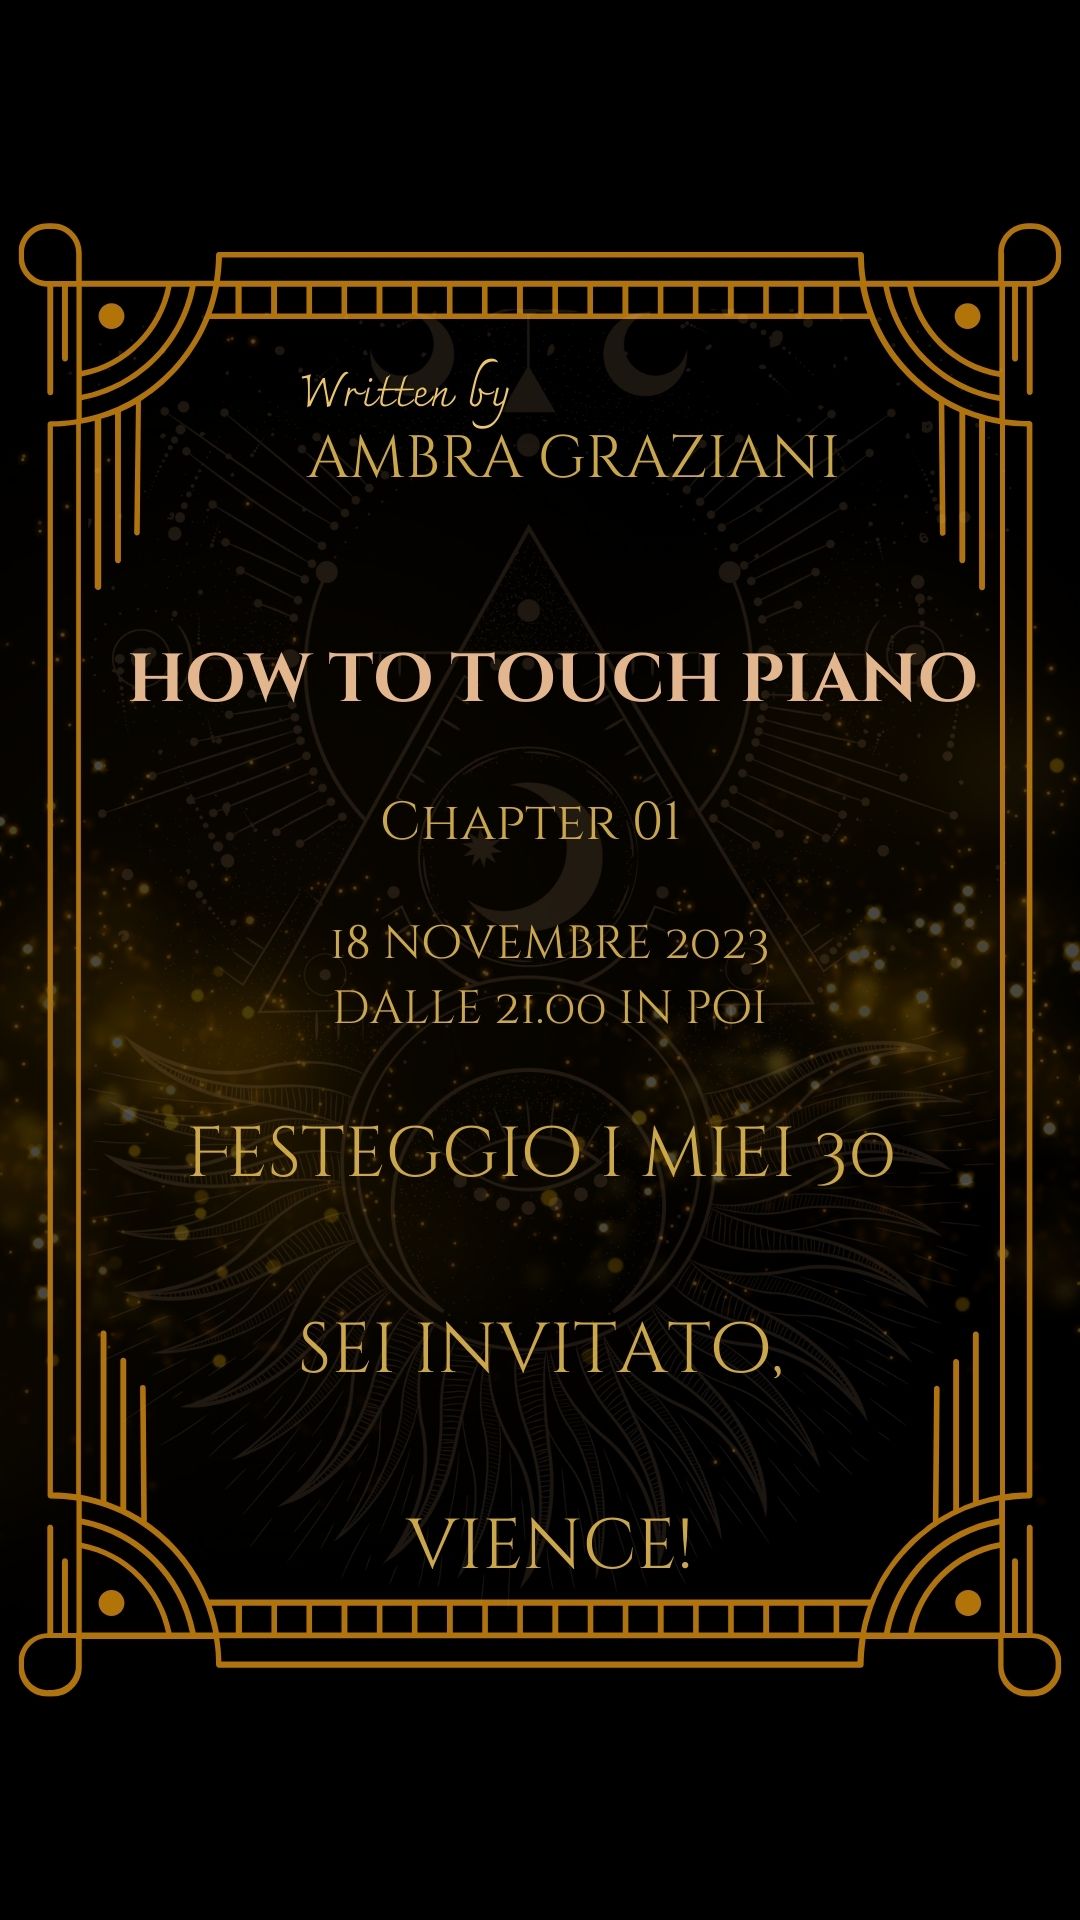 Written by
AMBRA GRAZIANI
HOW TO TOUCH PIANO
Chapter 01
18 NOVEMBRE 2023
DALLE 21.00 IN POI
FESTEGGIO I MIEI 30
SEI INVITATO,
VIENCE!